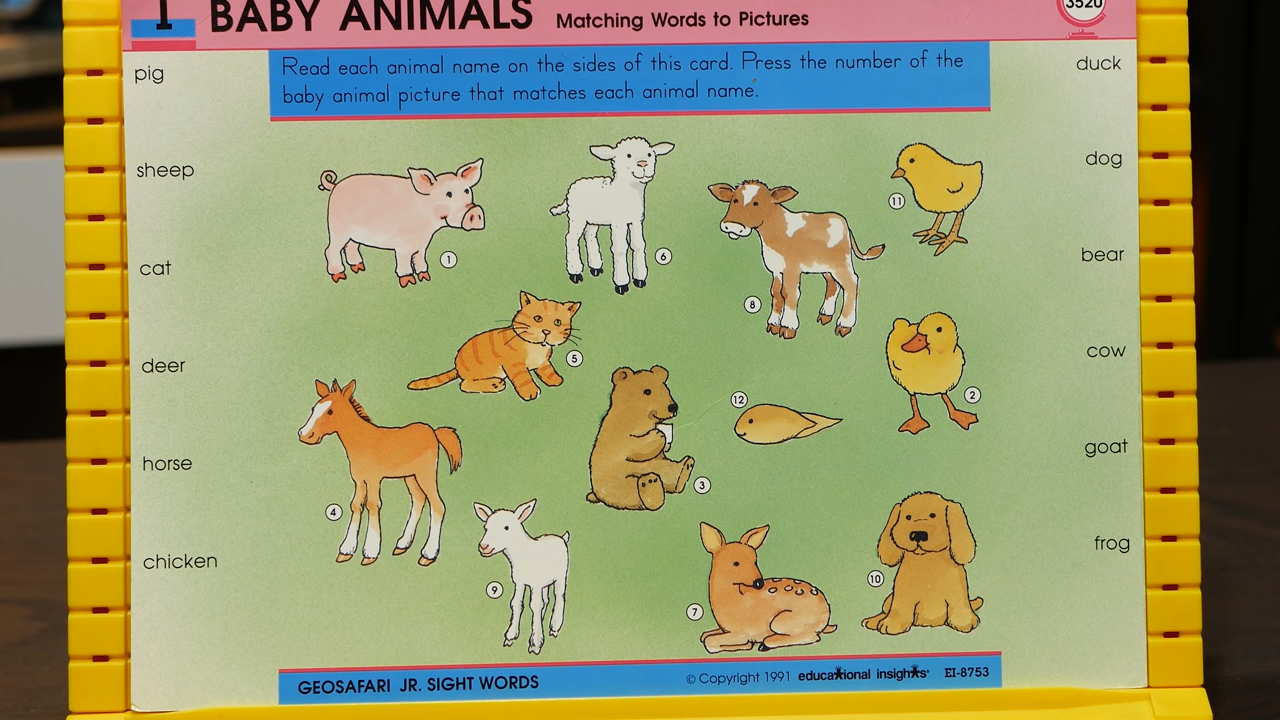 1 BABY ANIMALS Matching Words to Pictures 3520
Read each animal name on the sides of this card. Press the number of the
baby animal picture that matches each animal name.
pig
sheep
cat
deer
horse
chicken
duck
dog
bear
cow
goat
frog
1
6
8
11
5
12
2
4
3
9
7
10
GEOSAFARI JR. SIGHT WORDS
© Copyright 1991 educational insights® EI-8753